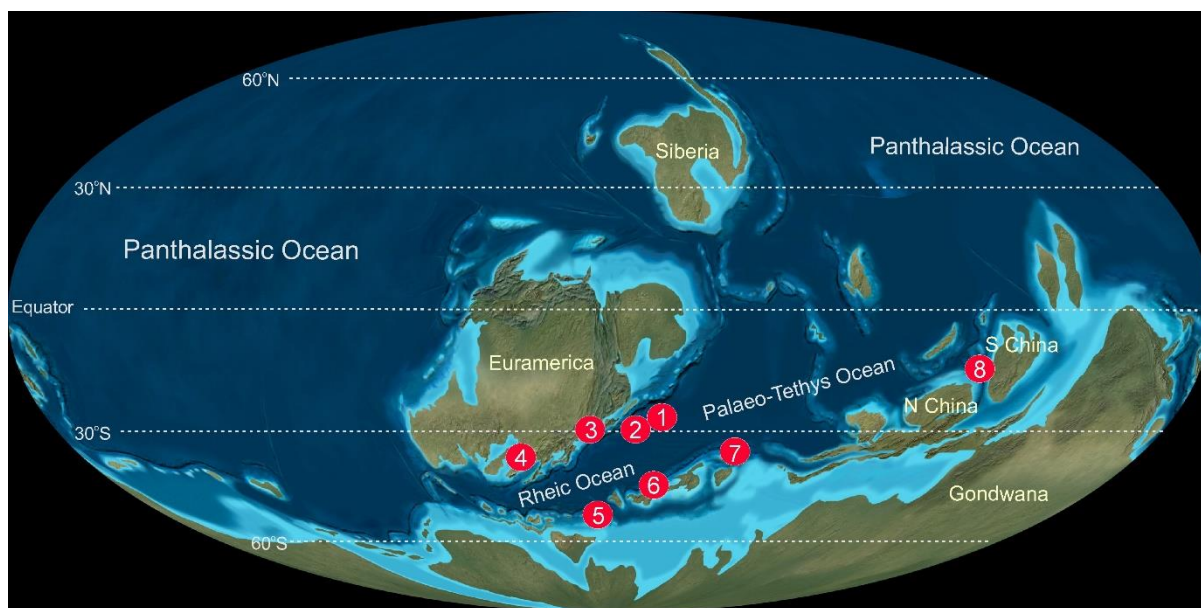 60°N
Siberia
Panthalassic Ocean
30°N
Panthalassic Ocean
Equator
S China
8
Euramerica
Palaeo-Tethys Ocean
N China
1
2
3
30°S
7
4
Rheic Ocean
6
Gondwana
5
60°S